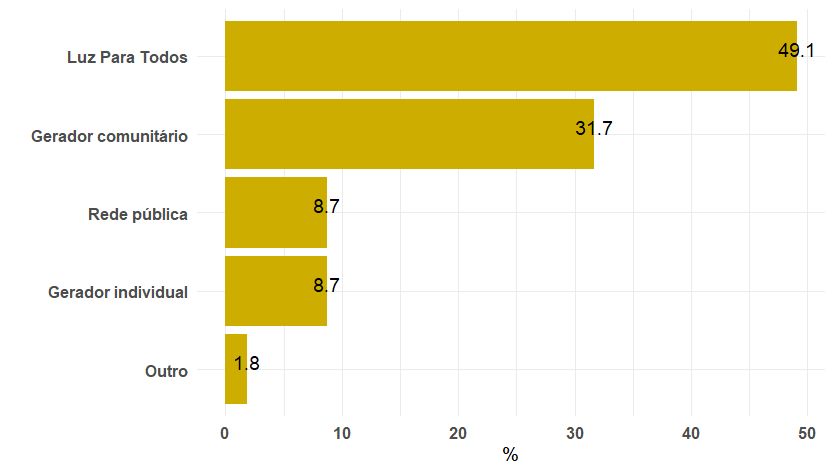 Luz Para Todos
49.1
Gerador comunitário
31.7
Rede pública
8.7
Gerador individual
8.7
Outro
1.8
0 10 20 30 40 50
%